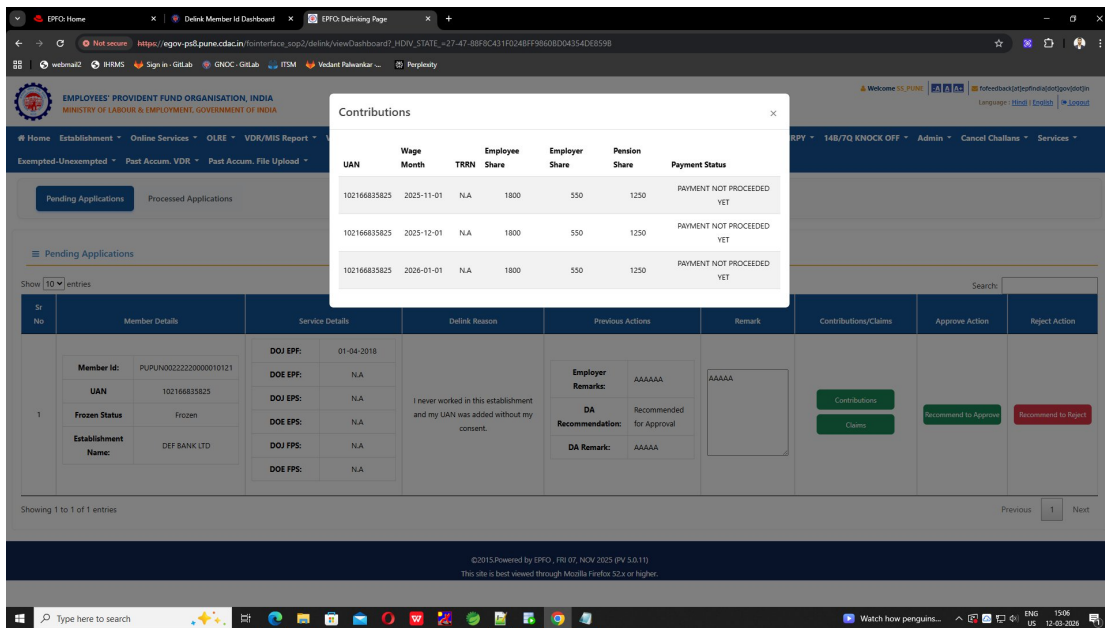 EPFO: Home
Delink Member Id Dashboard
EPFO: Delinking Page
Not secure https://egov-ps8.pune.cdac.in/fointerface_sop2/delink/viewDashboard?_HDIV_STATE_=27-47-88F8C431F024BFF9860BD04354DE859B
webmail2 IHRMS Sign in · GitLab GNOC · GitLab ITSM Vedant Palwankar -... Perplexity
EMPLOYEES' PROVIDENT FUND ORGANISATION, INDIA
MINISTRY OF LABOUR & EMPLOYMENT, GOVERNMENT OF INDIA
Welcome SS_PUNE -A A A+ fofeedback[at]epfindia[dot]gov[dot]in
Language : Hindi | English Logout
Home Establishment Online Services OLRE VDR/MIS Report RPY 14B/7Q KNOCK OFF Admin Cancel Challans Services
Exempted-Unexempted Past Accum. VDR Past Accum. File Upload
Contributions ×
UAN Wage Month TRRN Employee Share Employer Share Pension Share Payment Status
102166835825 2025-11-01 N.A 1800 550 1250 PAYMENT NOT PROCEEDED YET
102166835825 2025-12-01 N.A 1800 550 1250 PAYMENT NOT PROCEEDED YET
102166835825 2026-01-01 N.A 1800 550 1250 PAYMENT NOT PROCEEDED YET
Pending Applications Processed Applications
Pending Applications
Show 10 entries Search:
Sr No Member Details Service Details Delink Reason Previous Actions Remark Contributions/Claims Approve Action Reject Action
1
Member Id: PUPUN00222220000010121
UAN 102166835825
Frozen Status Frozen
Establishment Name: DEF BANK LTD
DOJ EPF: 01-04-2018
DOE EPF: N.A
DOJ EPS: N.A
DOE EPS: N.A
DOJ FPS: N.A
DOE FPS: N.A
I never worked in this establishment
and my UAN was added without my
consent.
Employer Remarks: AAAAAA
DA Recommendation: Recommended for Approval
DA Remark: AAAAA
AAAAA
Contributions
Claims
Recommend to Approve
Recommend to Reject
Showing 1 to 1 of 1 entries Previous 1 Next
©2015.Powered by EPFO , FRI 07, NOV 2025 (PV 5.0.11)
This site is best viewed through Mozilla Firefox 52.x or higher.
Type here to search
Watch how penguins...
ENG 15:06
US 12-03-2026